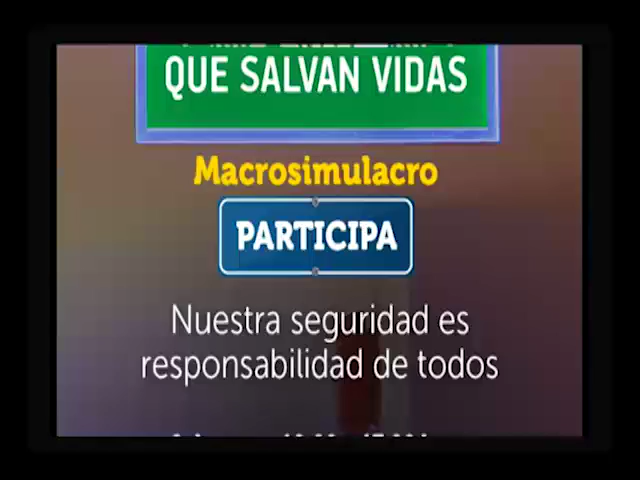 QUE SALVAN VIDAS
Macrosimulacro
PARTICIPA
Nuestra seguridad es
responsabilidad de todos